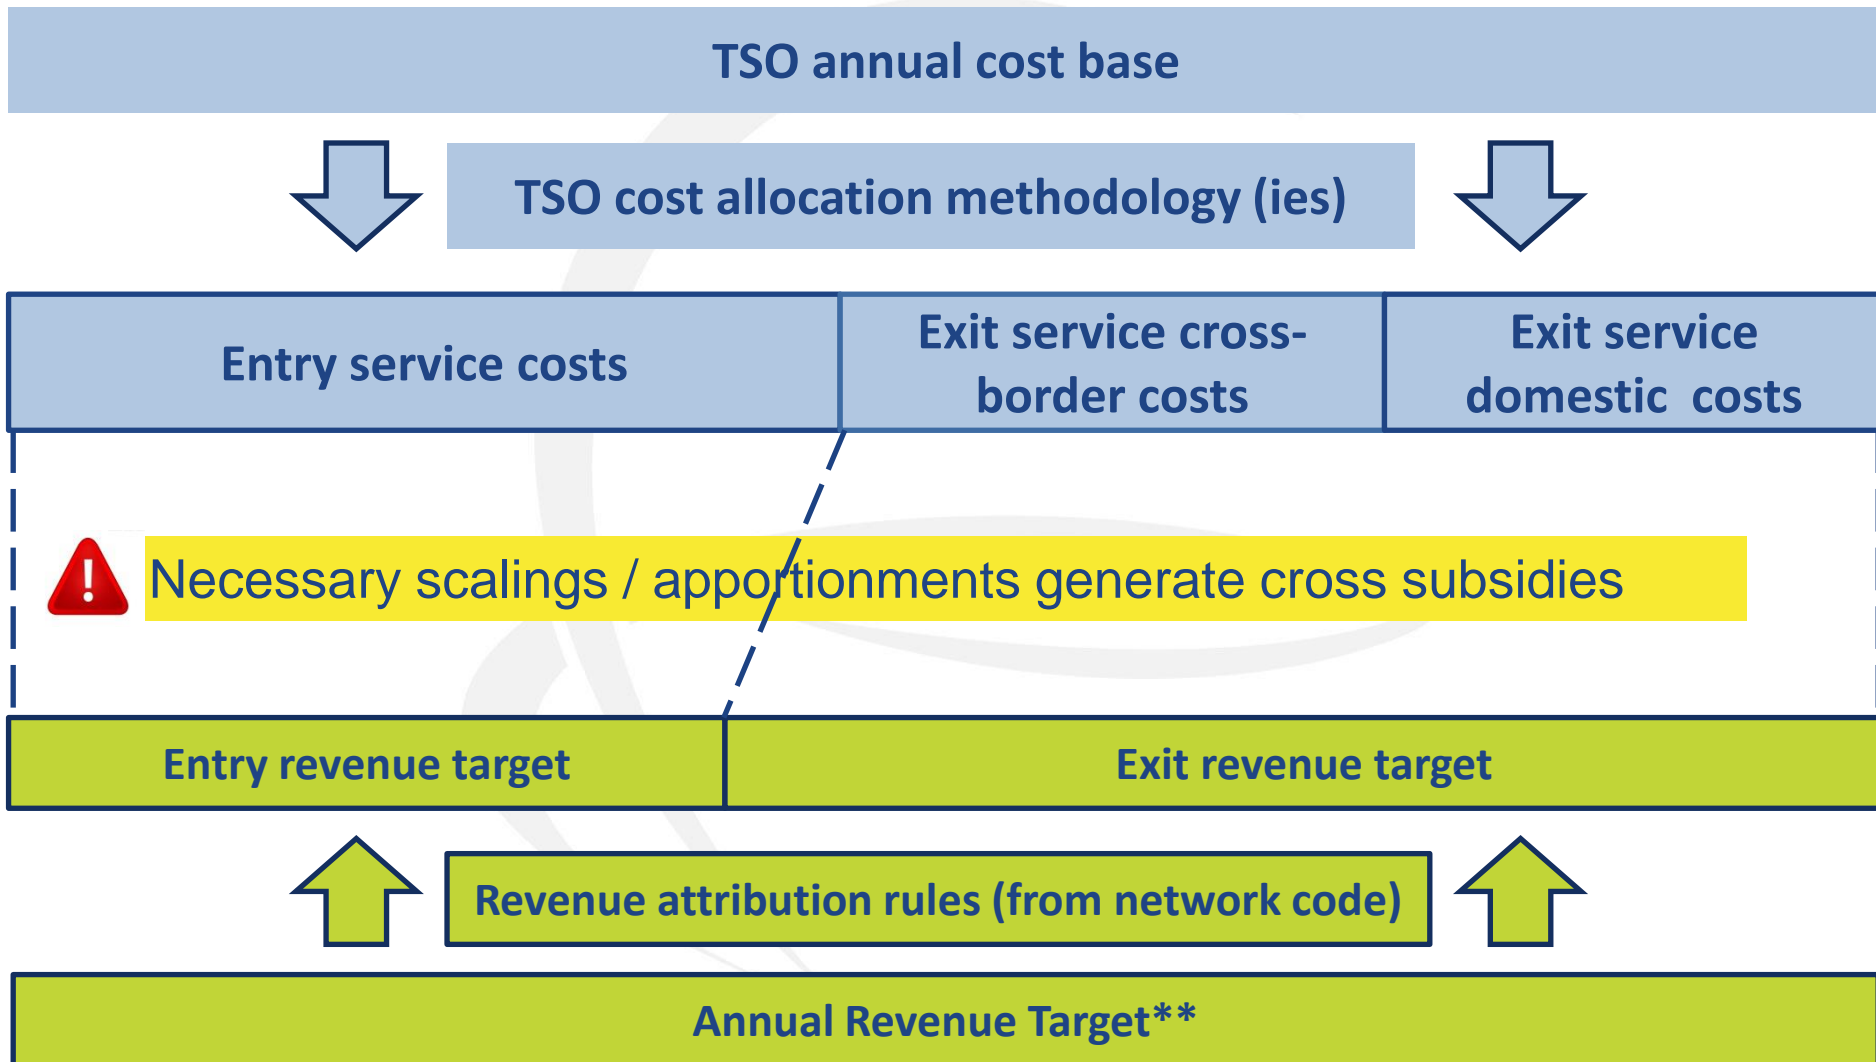 TSO annual cost base
TSO cost allocation methodology (ies)
Entry service costs
Exit service cross-
border costs
Exit service
domestic  costs
Necessary scalings / apportionments generate cross subsidies
Entry revenue target
Exit revenue target
Revenue attribution rules (from network code)
Annual Revenue Target**